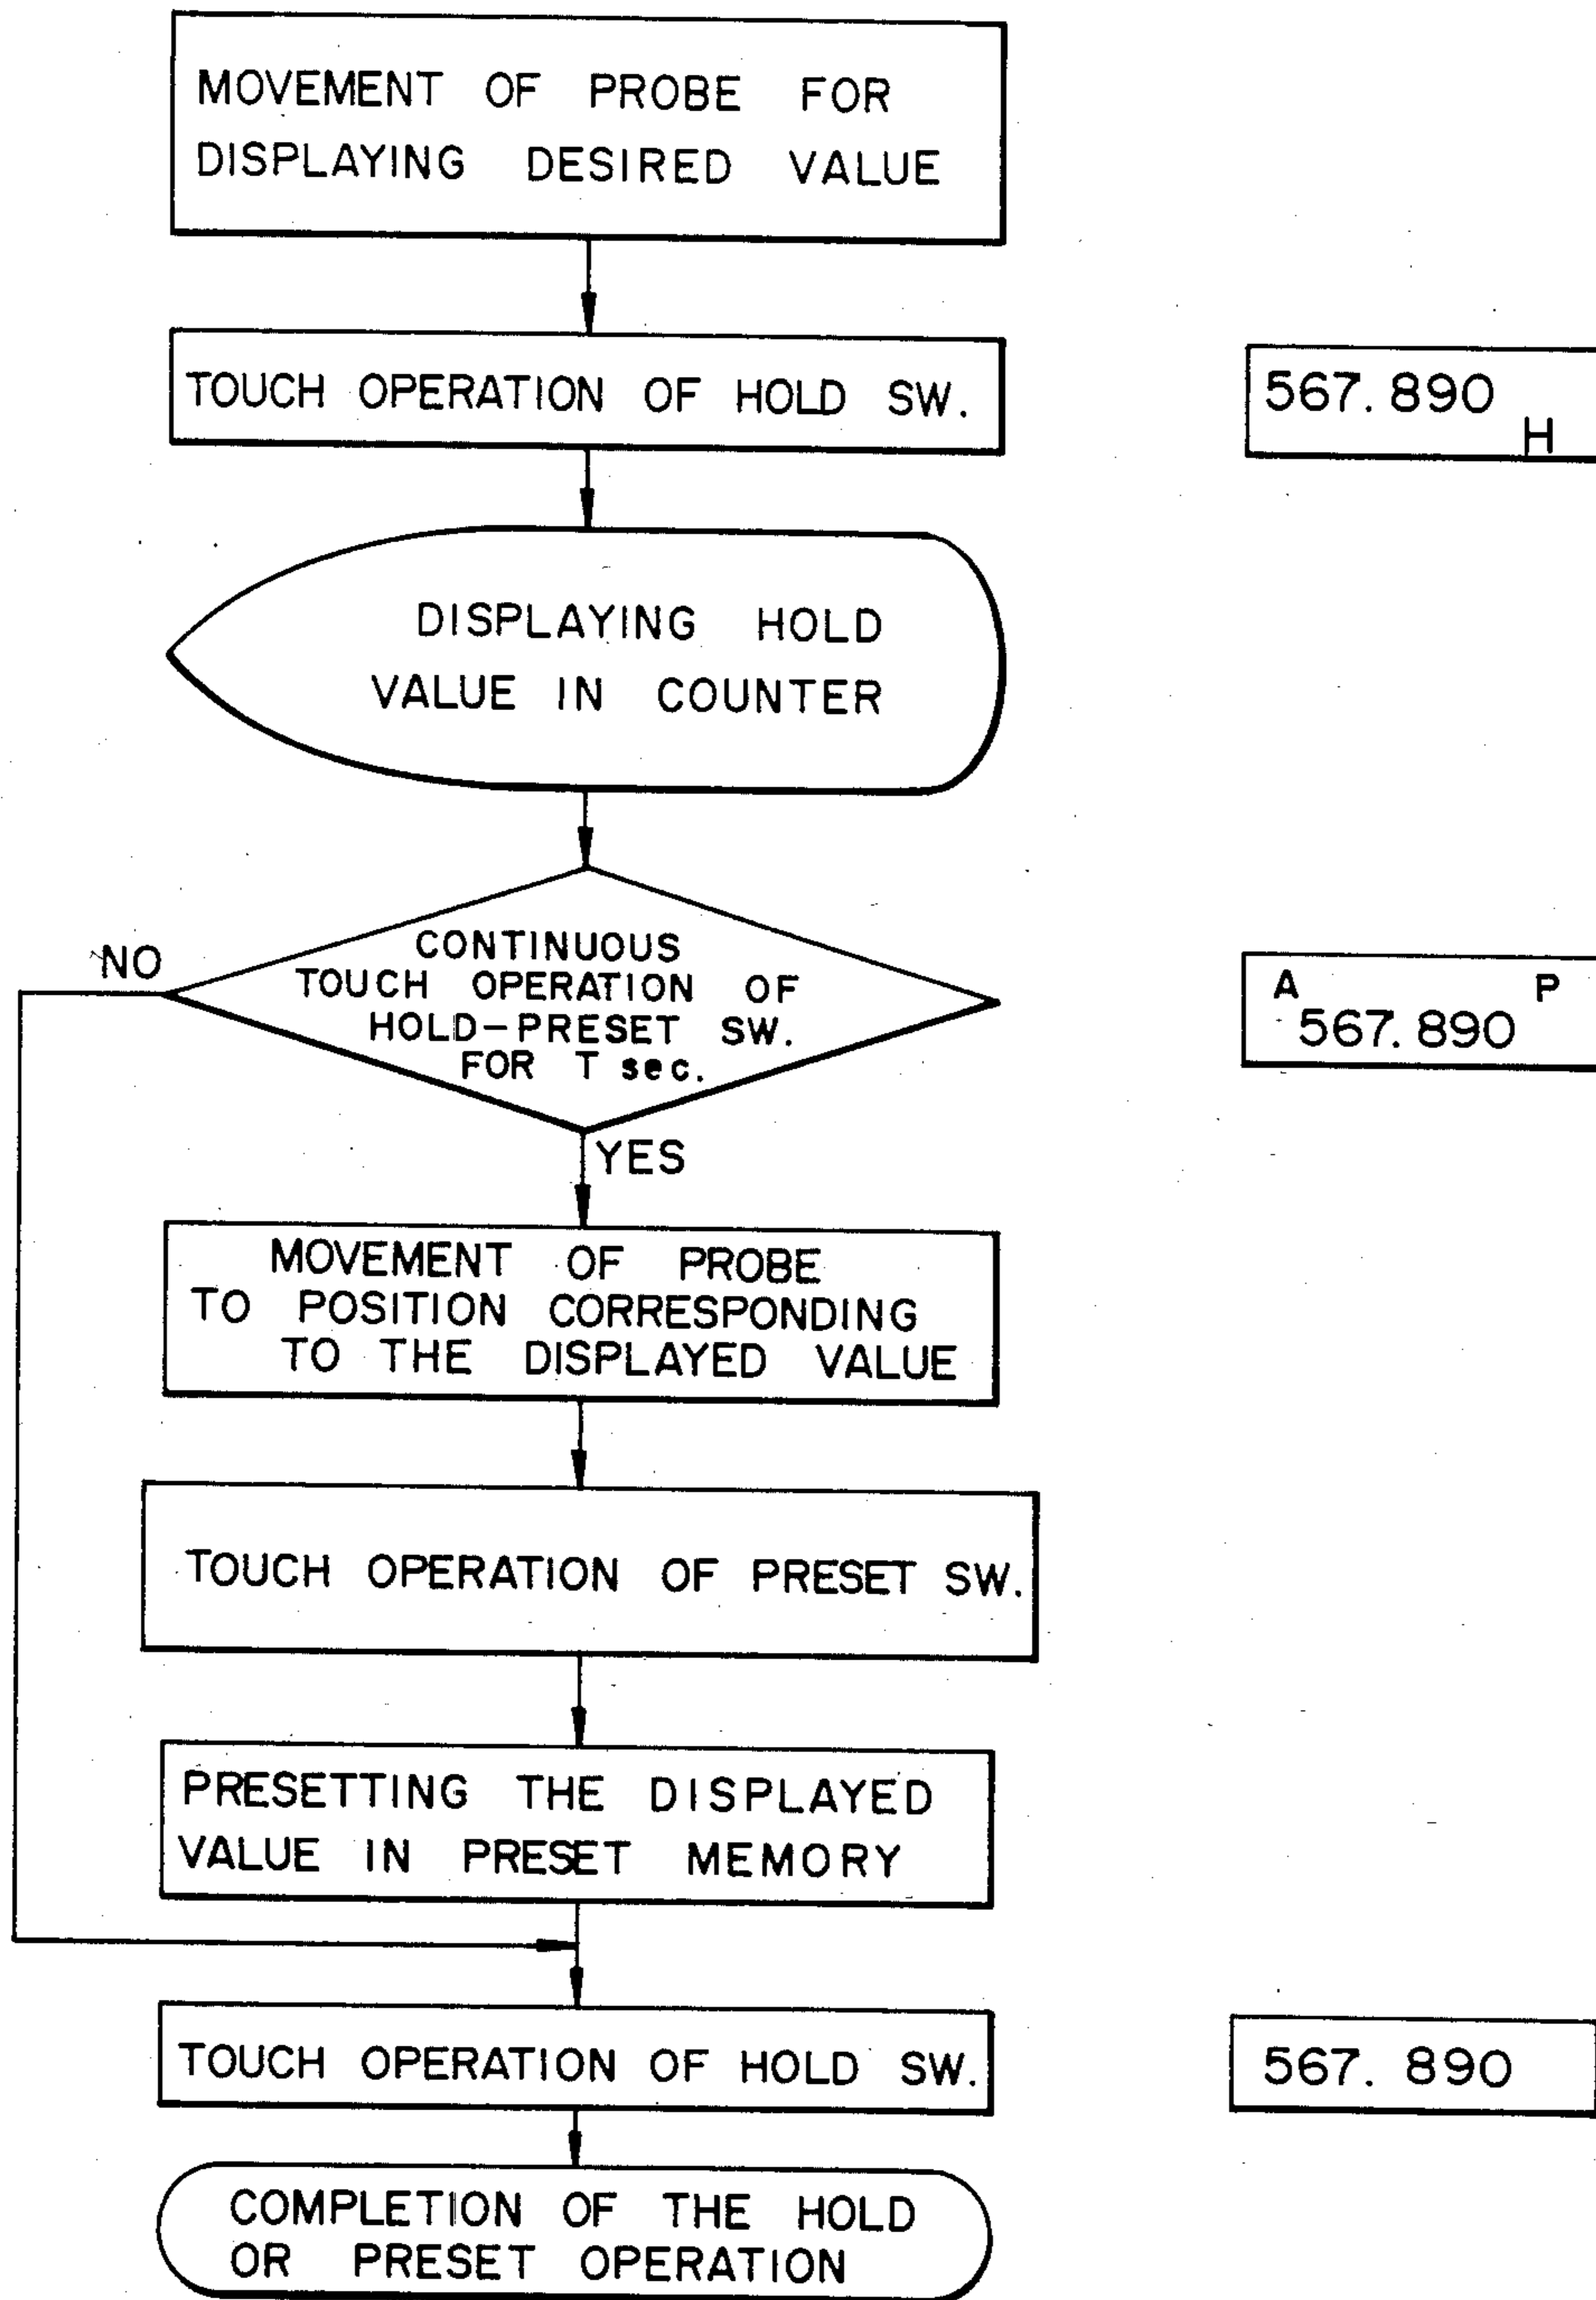 MOVEMENT OF PROBE FOR
DISPLAYING DESIRED VALUE
TOUCH OPERATION OF HOLD SW.
567.890
H
DISPLAYING HOLD
VALUE IN COUNTER
NO
CONTINUOUS
TOUCH OPERATION OF
HOLD-PRESET SW.
FOR T sec.
A P
567.890
YES
MOVEMENT OF PROBE
TO POSITION CORRESPONDING
TO THE DISPLAYED VALUE
TOUCH OPERATION OF PRESET SW.
PRESETTING THE DISPLAYED
VALUE IN PRESET MEMORY
TOUCH OPERATION OF HOLD SW.
567.890
COMPLETION OF THE HOLD
OR PRESET OPERATION